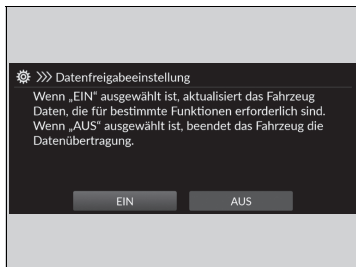 Datenfreigabeeinstellung
Wenn „EIN“ ausgewählt ist, aktualisiert das Fahrzeug
Daten, die für bestimmte Funktionen erforderlich sind.
Wenn „AUS“ ausgewählt ist, beendet das Fahrzeug die
Datenübertragung.
EIN AUS